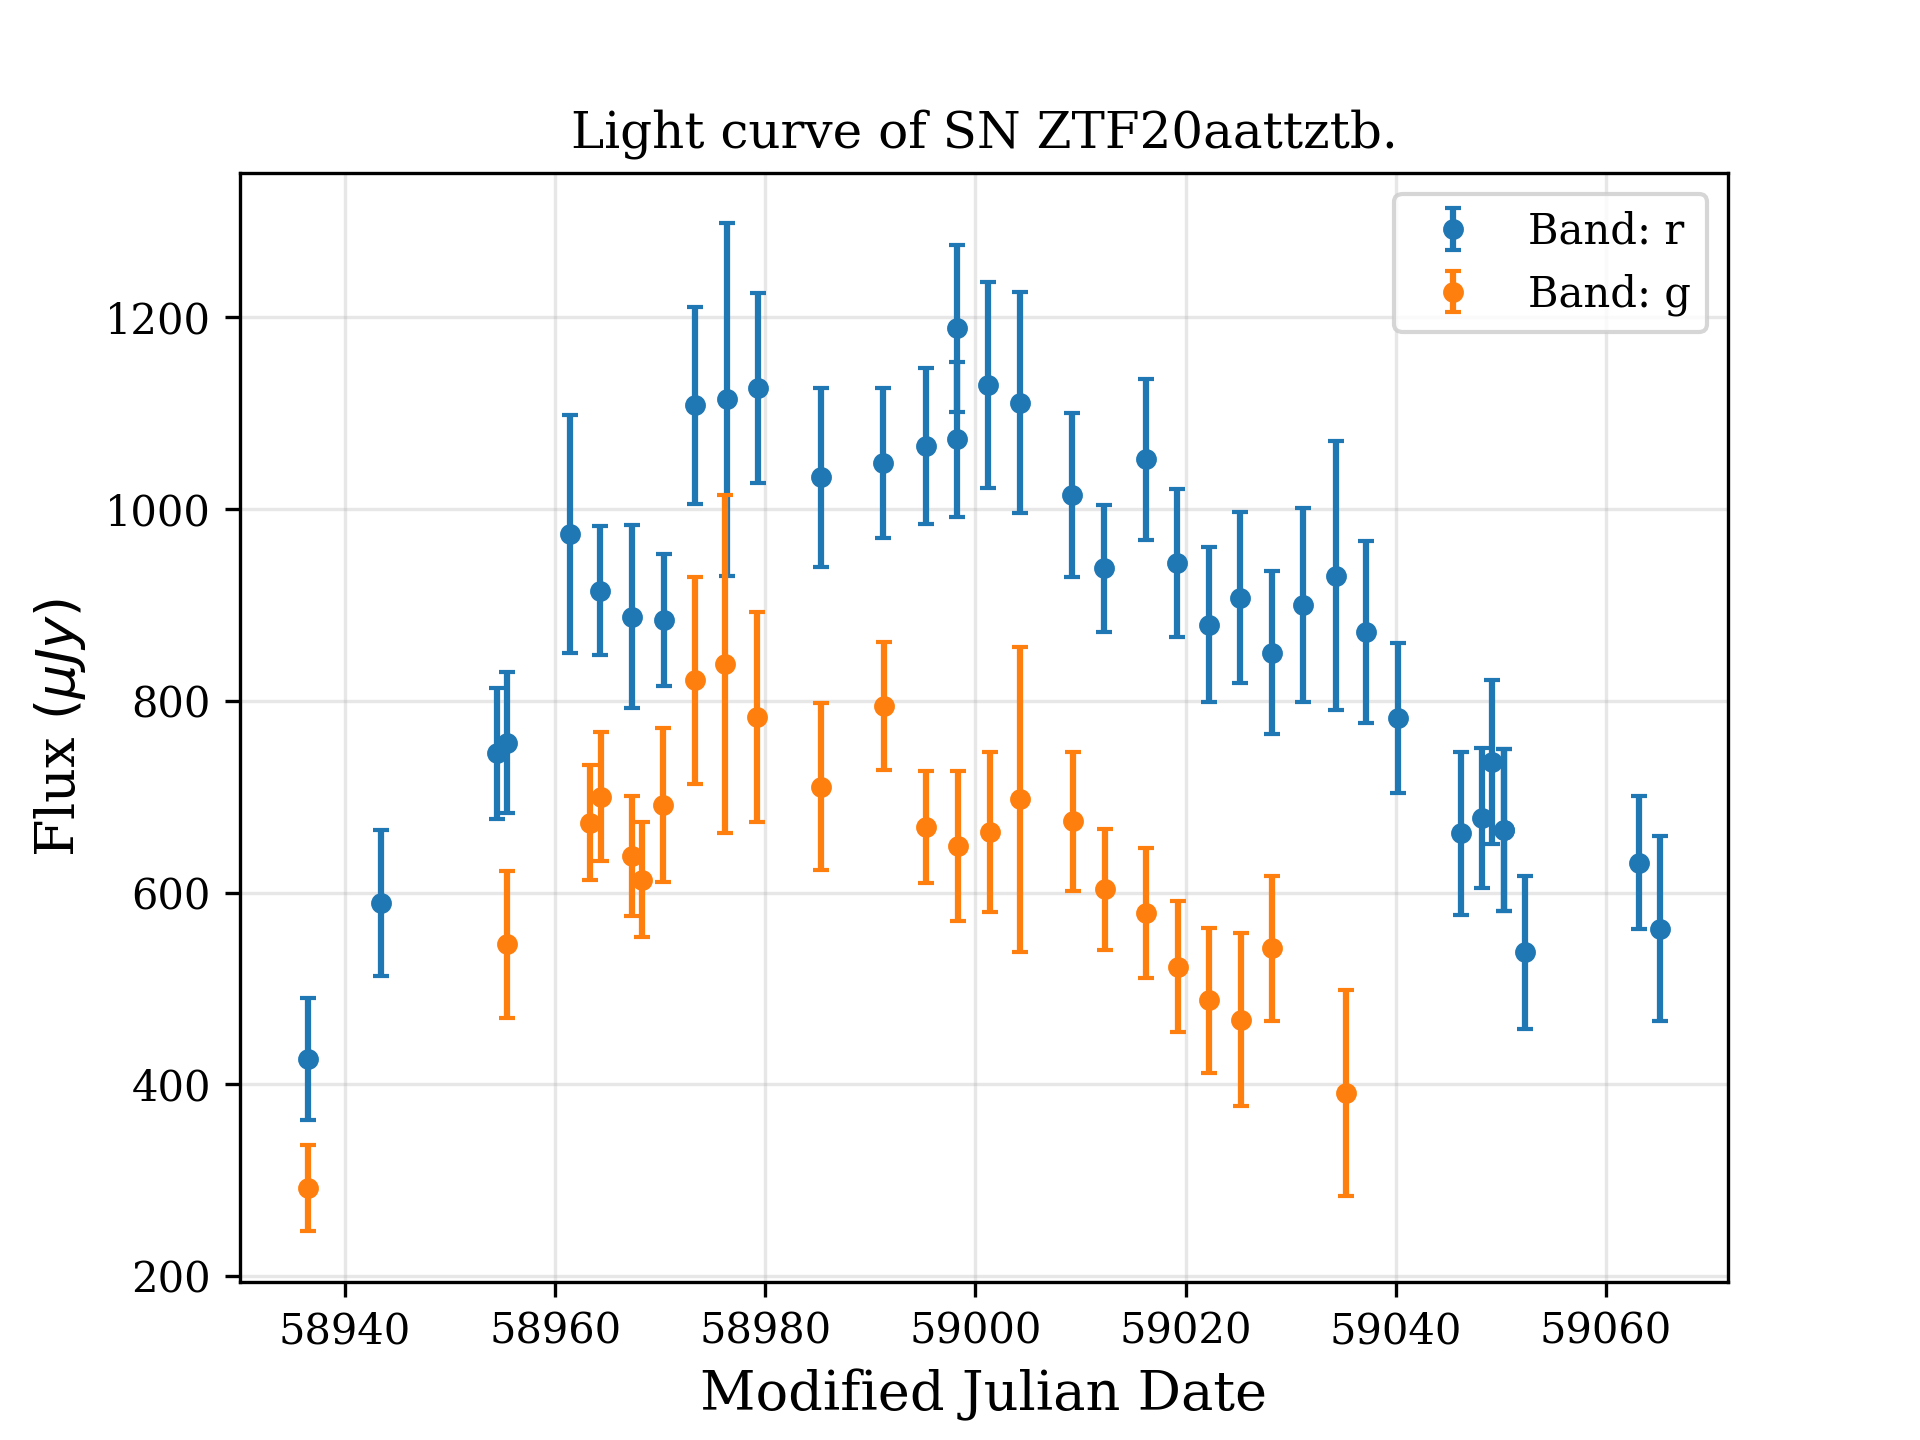 Light curve of SN ZTF20aattztb.
Band: r
Band: g
1200
1000
800
600
400
200
Flux (μJy)
58940 58960 58980 59000 59020 59040 59060
Modified Julian Date